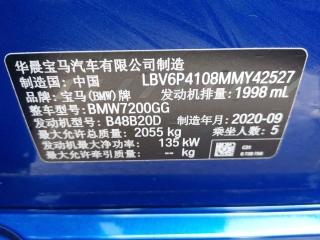 华晨宝马汽车有限公司制造
制造国: 中国 LBV6P4108MMY42527
品牌: 宝马(BMW)牌 发动机排量: 1998 mL
整车型号: BMW7200GG
发动机型号: B48B20D 制造年月: 2020-09
最大允许总质量: 2055 kg 乘坐人数: 5
发动机最大净功率: 135 kW
最大允许牵引质量: -- kg